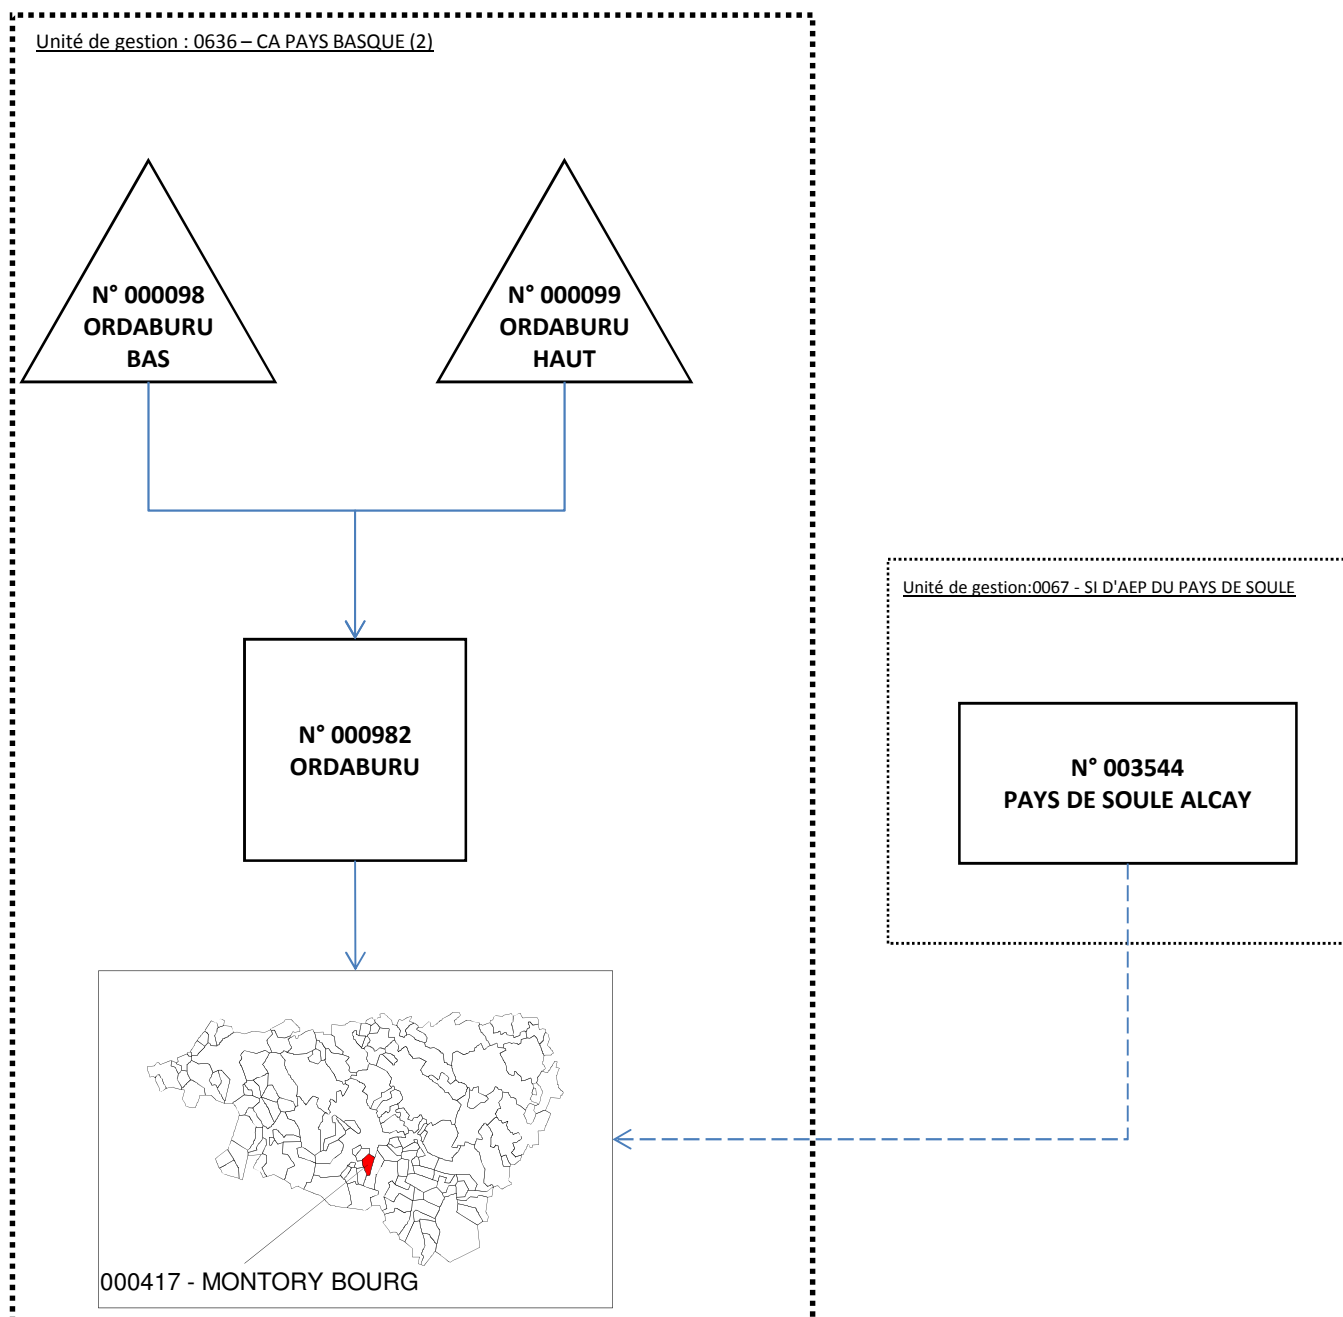 Unité de gestion : 0636 – CA PAYS BASQUE (2)
N° 000098
ORDABURU
BAS
N° 000099
ORDABURU
HAUT
N° 000982
ORDABURU
Unité de gestion:0067 - SI D'AEP DU PAYS DE SOULE
N° 003544
PAYS DE SOULE ALCAY
000417 - MONTORY BOURG